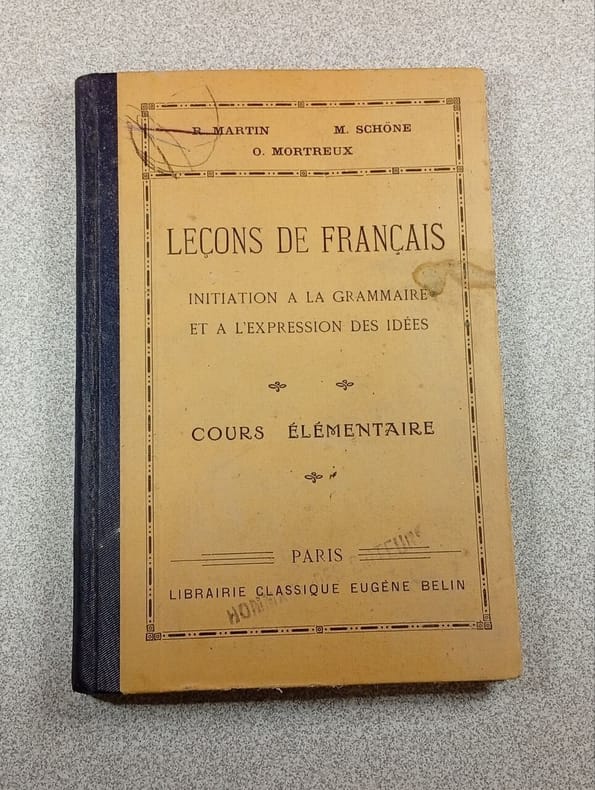 R. MARTIN M. SCHÖNE
O. MORTREUX
LEÇONS DE FRANÇAIS
INITIATION A LA GRAMMAIRE
ET A L'EXPRESSION DES IDÉES
COURS ÉLÉMENTAIRE
PARIS
LIBRAIRIE CLASSIQUE EUGÈNE BELIN